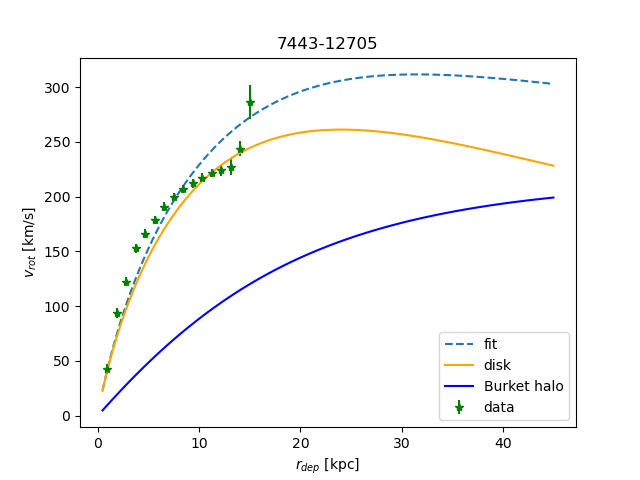 7443-12705
300
250
200
150
100
50
0
v_rot [km/s]
0 10 20 30 40
r_dep [kpc]
fit
disk
Burket halo
data